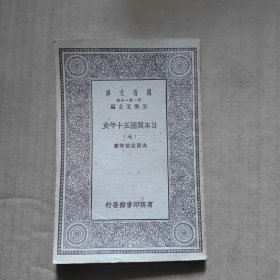 萬有文庫
第一集一千種
王雲五主編
日本開國五十年史
(七)
大隈重信等著
商務印書館發行